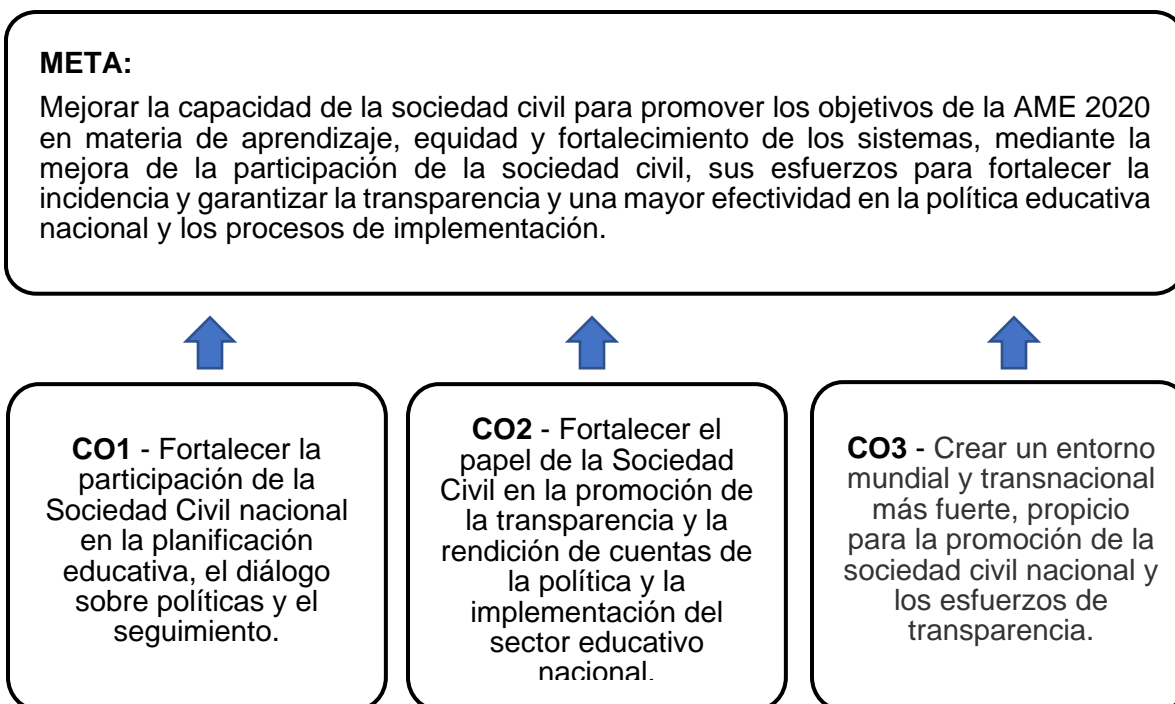 META:
Mejorar la capacidad de la sociedad civil para promover los objetivos de la AME 2020
en materia de aprendizaje, equidad y fortalecimiento de los sistemas, mediante la
mejora de la participación de la sociedad civil, sus esfuerzos para fortalecer la
incidencia y garantizar la transparencia y una mayor efectividad en la política educativa
nacional y los procesos de implementación.
CO1 - Fortalecer la
participación de la
Sociedad Civil nacional
en la planificación
educativa, el diálogo
sobre políticas y el
seguimiento.
CO2 - Fortalecer el
papel de la Sociedad
Civil en la promoción de
la transparencia y la
rendición de cuentas de
la política y la
implementación del
sector educativo
nacional.
CO3 - Crear un entorno
mundial y transnacional
más fuerte, propicio
para la promoción de la
sociedad civil nacional y
los esfuerzos de
transparencia.